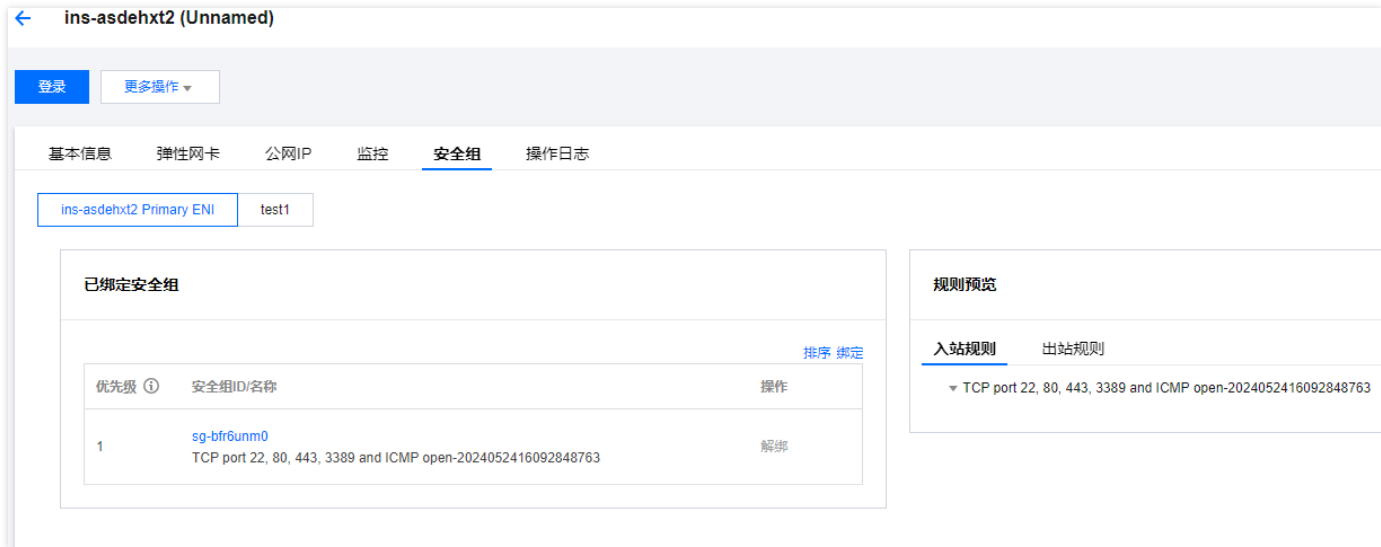 ins-asdehxt2 (Unnamed)
登录 更多操作
基本信息 弹性网卡 公网IP 监控 安全组 操作日志
ins-asdehxt2 Primary ENI test1
已绑定安全组
排序 绑定
优先级 安全组ID/名称 操作
1 sg-bfr6unm0 解绑
TCP port 22, 80, 443, 3389 and ICMP open-2024052416092848763
规则预览
入站规则 出站规则
TCP port 22, 80, 443, 3389 and ICMP open-2024052416092848763